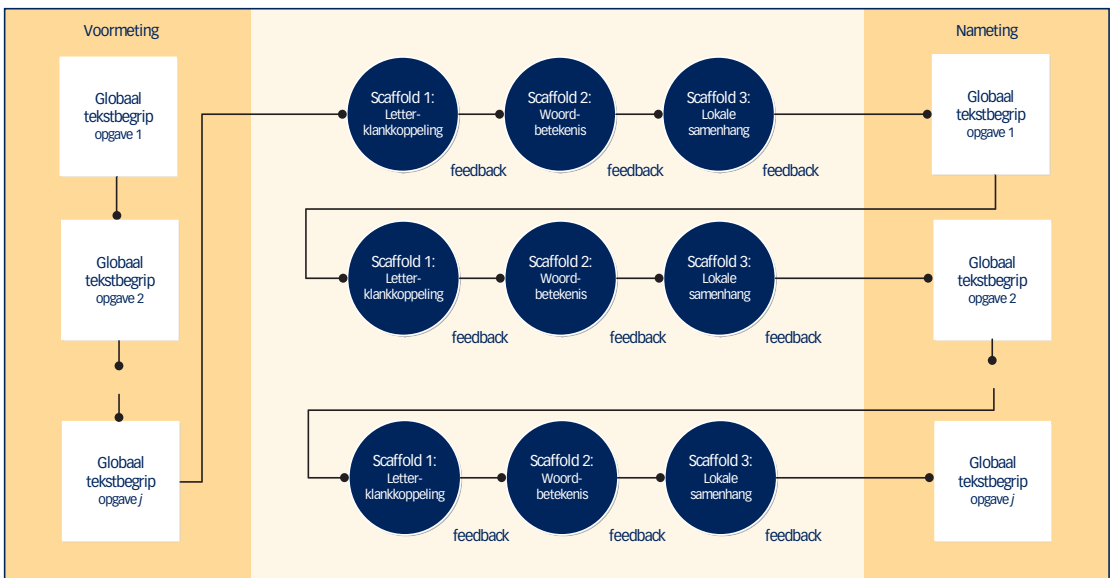 Voormeting
Nameting
Globaal
tekstbegrip
opgave 1
Scaffold 1:
Letter-
klankkoppeling
feedback
Scaffold 2:
Woord-
betekenis
feedback
Scaffold 3:
Lokale
samenhang
feedback
Globaal
tekstbegrip
opgave 1
Globaal
tekstbegrip
opgave 2
Scaffold 1:
Letter-
klankkoppeling
feedback
Scaffold 2:
Woord-
betekenis
feedback
Scaffold 3:
Lokale
samenhang
feedback
Globaal
tekstbegrip
opgave 2
Globaal
tekstbegrip
opgave j
Scaffold 1:
Letter-
klankkoppeling
feedback
Scaffold 2:
Woord-
betekenis
feedback
Scaffold 3:
Lokale
samenhang
feedback
Globaal
tekstbegrip
opgave j